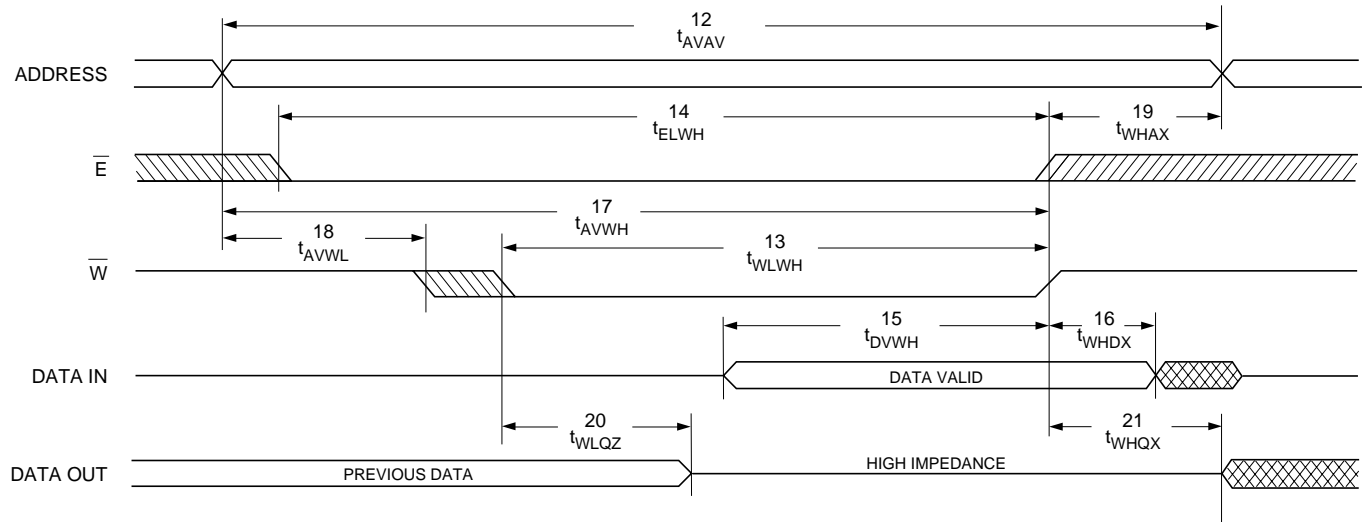 12
tAVAV
ADDRESS
14
tELWH
19
tWHAX
E
17
tAVWH
18
tAVWL
13
tWLWH
W
15
tDVWH
16
tWHDX
DATA IN
DATA VALID
20
tWLQZ
21
tWHQX
DATA OUT
PREVIOUS DATA
HIGH IMPEDANCE